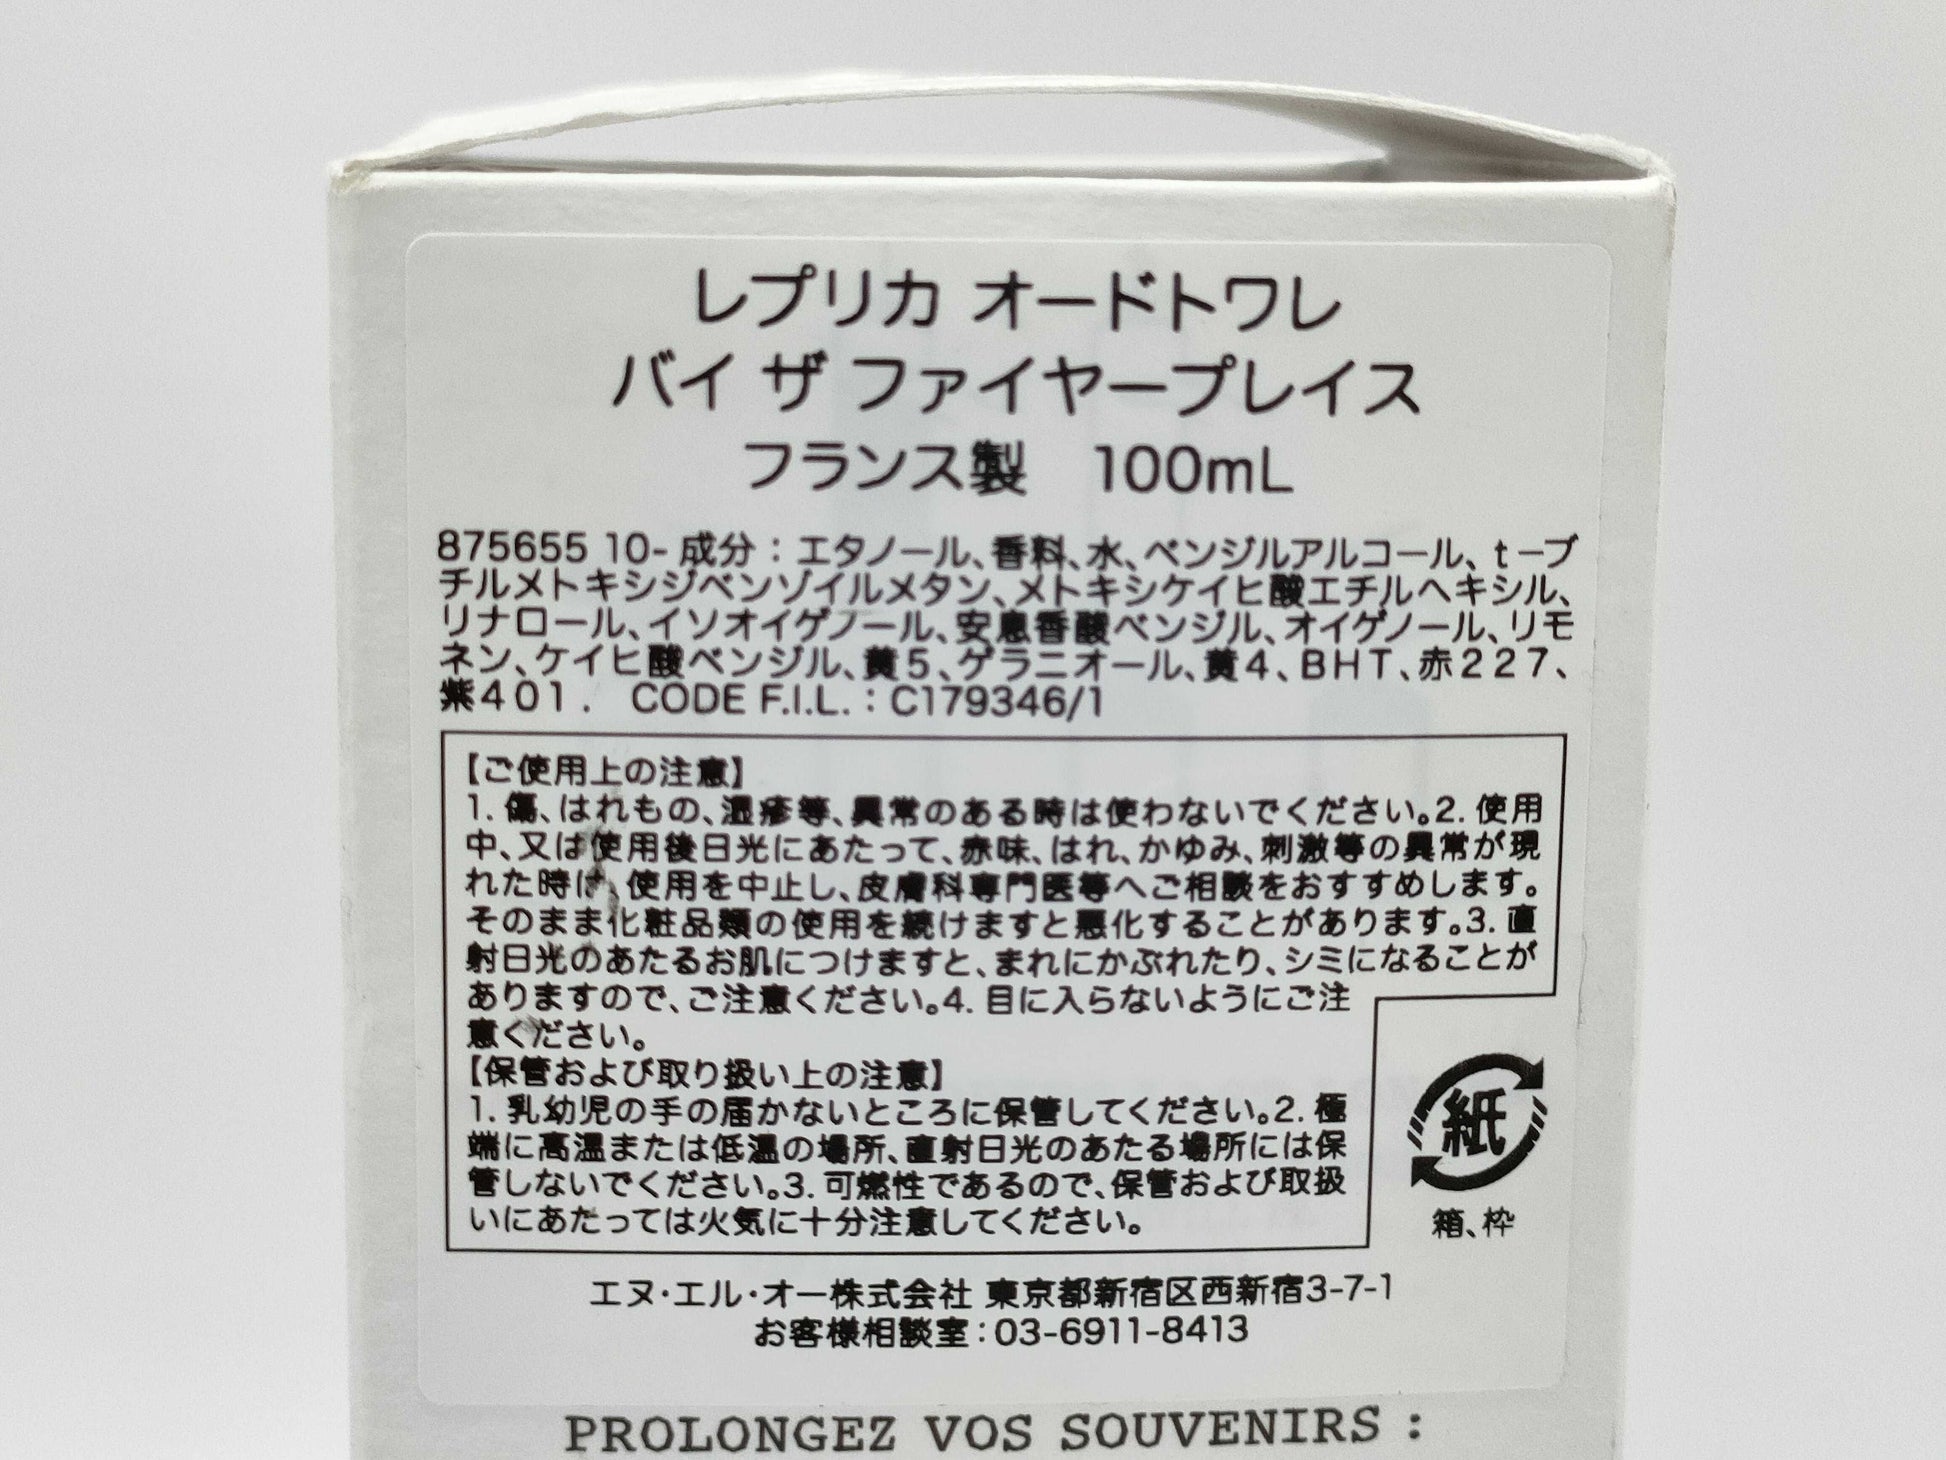 レプリカ オードトワレ
バイ ザ ファイヤープレイス
フランス製 100mL
875655 10- 成分：エタノール、香料、水、ベンジルアルコール、t－ブ
チルメトキシジベンゾイルメタン、メトキシケイヒ酸エチルヘキシル、
リナロール、イソオイゲノール、安息香酸ベンジル、オイゲノール、リモ
ネン、ケイヒ酸ベンジル、黄５、ゲラニオール、黄４、ＢＨＴ、赤２２７、
紫４０１． CODE F.I.L.：C179346/1
【ご使用上の注意】
1. 傷、はれもの、湿疹等、異常のある時は使わないでください。2. 使用
中、又は使用後日光にあたって、赤味、はれ、かゆみ、刺激等の異常が現
れた時は、使用を中止し、皮膚科専門医等へご相談をおすすめします。
そのまま化粧品類の使用を続けますと悪化することがあります。3. 直
射日光のあたるお肌につけますと、まれにかぶれたり、シミになることが
ありますので、ご注意ください。4. 目に入らないようにご注
意ください。
【保管および取り扱い上の注意】
1. 乳幼児の手の届かないところに保管してください。2. 極
端に高温または低温の場所、直射日光のあたる場所には保
管しないでください。3. 可燃性であるので、保管および取扱
いにあたっては火気に十分注意してください。
紙
箱、枠
エヌ・エル・オー株式会社 東京都新宿区西新宿3-7-1
お客様相談室：03-6911-8413
PROLONGEZ VOS SOUVENIRS :